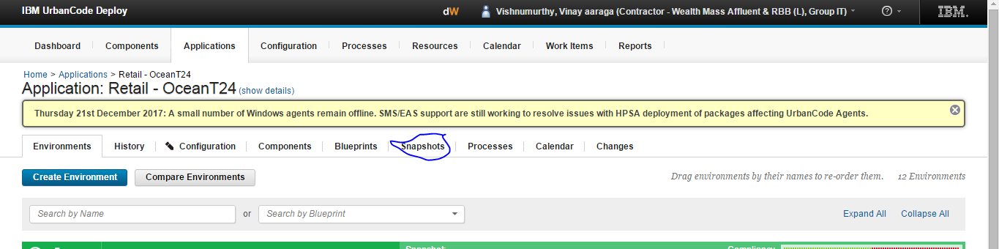 IBM UrbanCode Deploy
dW
Vishnumurthy, Vinay aaraga (Contractor - Wealth Mass Affluent & RBB (L), Group IT)
?
IBM.
Dashboard Components Applications Configuration Processes Resources Calendar Work Items Reports
Home > Applications > Retail - OceanT24
Application: Retail - OceanT24 (show details)
Thursday 21st December 2017: A small number of Windows agents remain offline. SMS/EAS support are still working to resolve issues with HPSA deployment of packages affecting UrbanCode Agents.
Environments History Configuration Components Blueprints Snapshots Processes Calendar Changes
Create Environment Compare Environments Drag environments by their names to re-order them. 12 Environments
Search by Name or Search by Blueprint Expand All Collapse All
Snapshot: Compliancy: